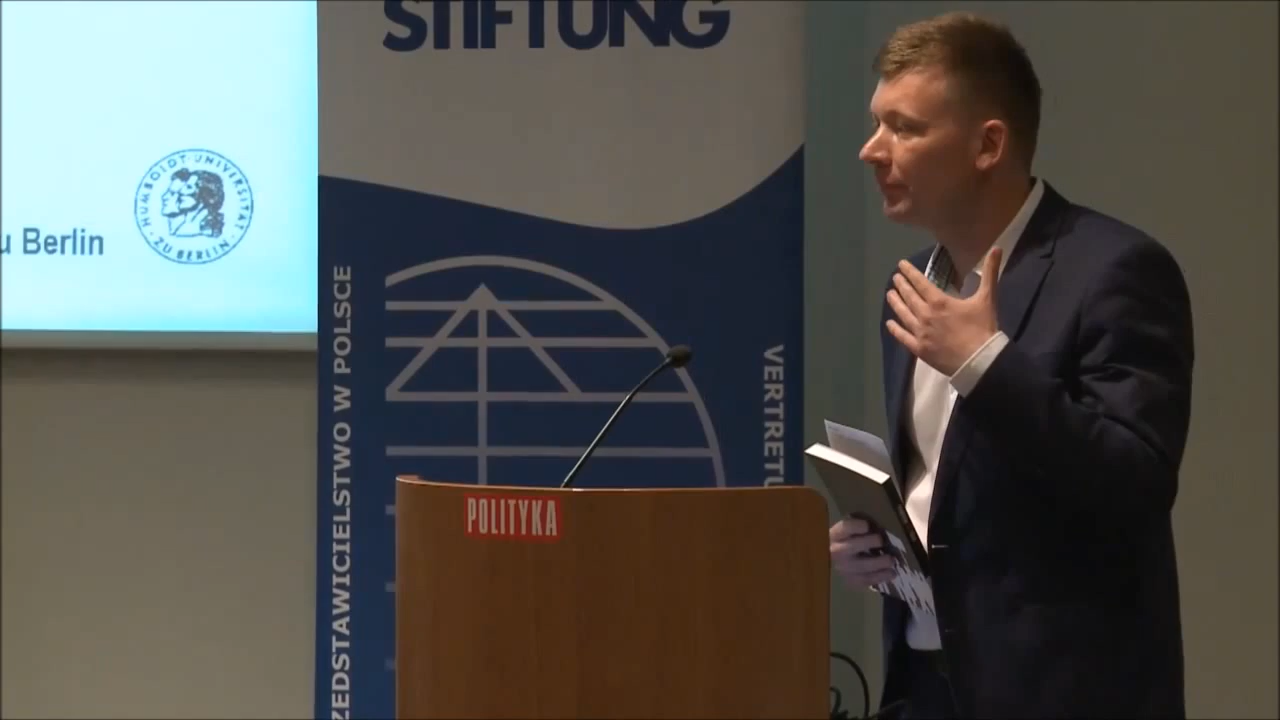 STIFTUNG
HUMBOLDT-UNIVERSITÄT
ZU BERLIN
u Berlin
ZEDSTAWICIELSTWO W POLSCE
VERTRETU
POLITYKA